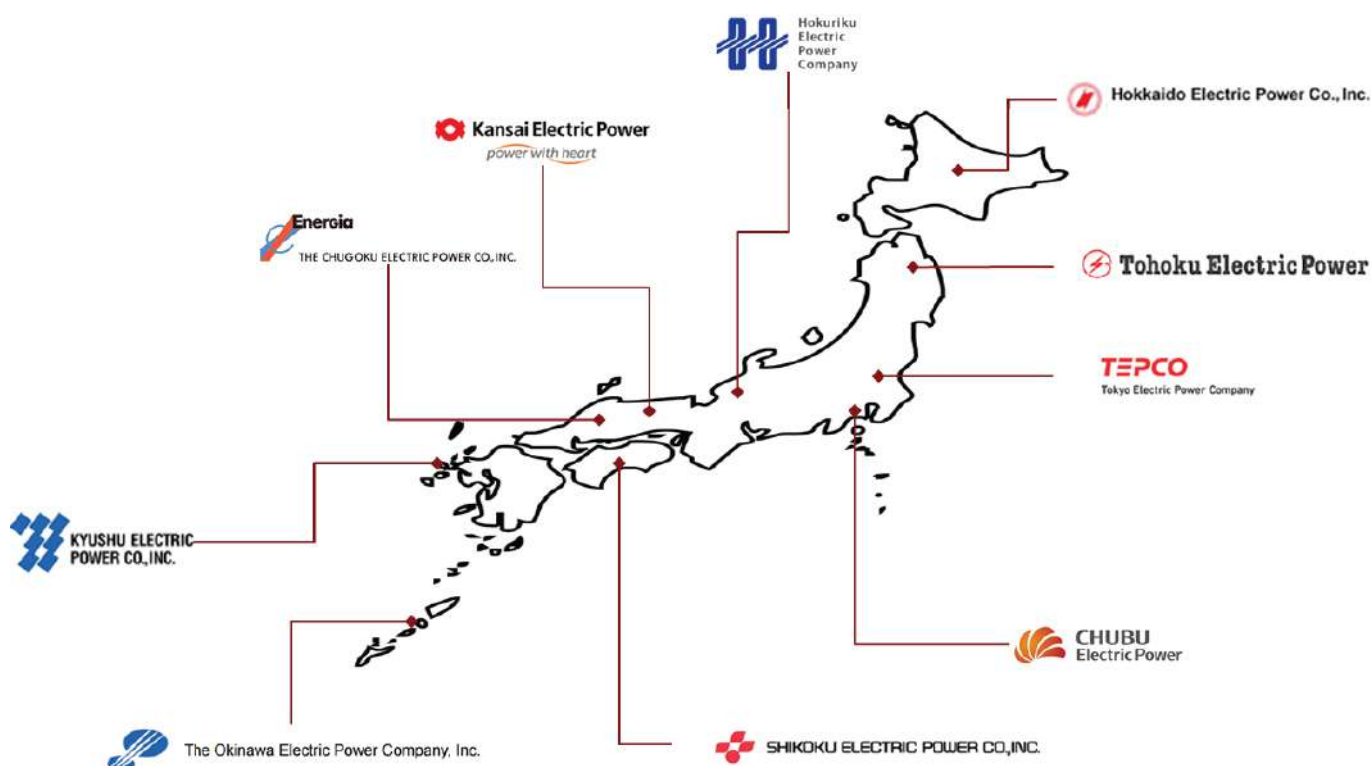 Hokuriku
Electric
Power
Company
Hokkaido Electric Power Co., Inc.
Kansai Electric Power
power with heart
Energia
THE CHUGOKU ELECTRIC POWER CO.,INC.
Tohoku Electric Power
TEPCO
Tokyo Electric Power Company
KYUSHU ELECTRIC
POWER CO.,INC.
CHUBU
Electric Power
The Okinawa Electric Power Company, Inc.
SHIKOKU ELECTRIC POWER CO.,INC.